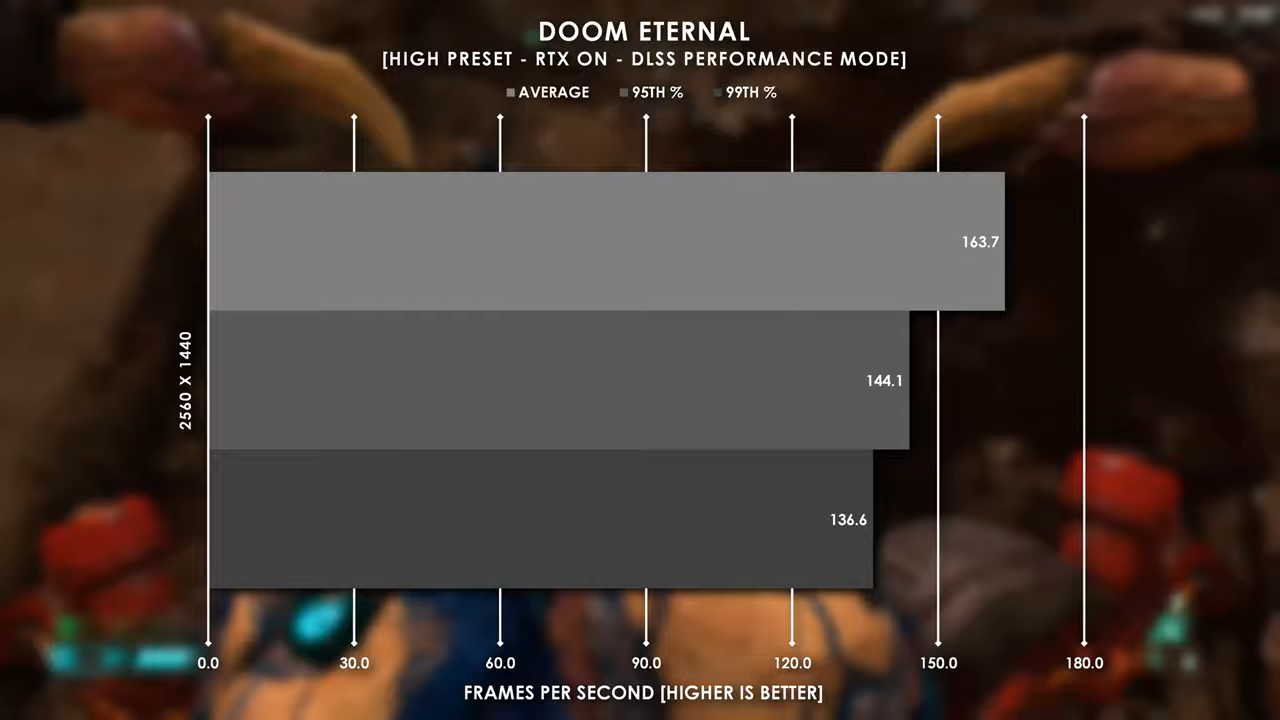 DOOM ETERNAL
[HIGH PRESET - RTX ON - DLSS PERFORMANCE MODE]
AVERAGE 95TH % 99TH %
163.7
144.1
136.6
2560 X 1440
0.0 30.0 60.0 90.0 120.0 150.0 180.0
FRAMES PER SECOND [HIGHER IS BETTER]